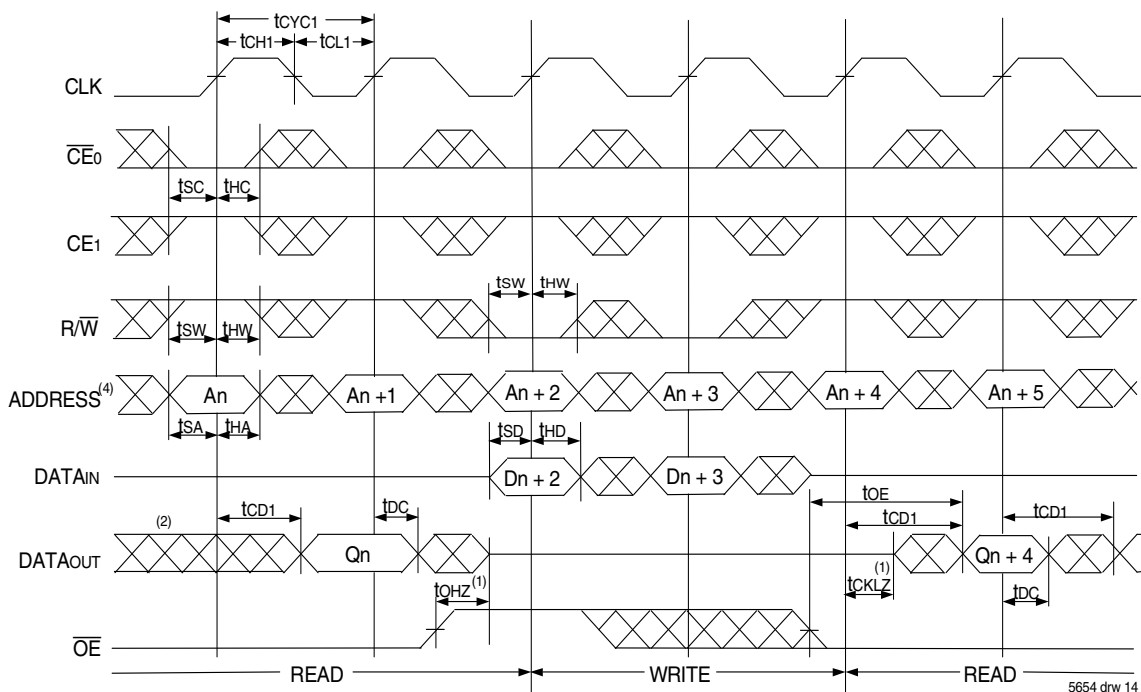 tCYC1
tCH1 tCL1
CLK
CE0
tSC tHC
CE1
tSW tHW
R/W
tSW tHW
ADDRESS(4) An An +1 An + 2 An + 3 An + 4 An + 5
tSA tHA tSD tHD
DATAIN Dn + 2 Dn + 3
tOE
(2) tCD1 tDC tCD1 tCD1
DATAOUT Qn Qn + 4
tOHZ(1) tCKLZ(1) tDC
OE
READ WRITE READ
5654 drw 14